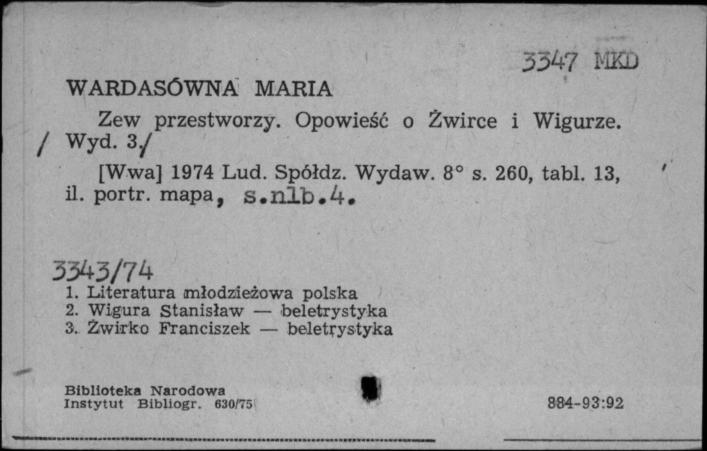 3347 MKD
WARDASÓWNA MARIA
Zew przestworzy. Opowieść o Żwirce i Wigurze.
/ Wyd. 3/
[W.wa] 1974 Lud. Spółdz. Wydaw. 8° s. 260, tabl. 13,
il. portr. mapa, s.nlb.4.
3343/74
1. Literatura młodzieżowa polska
2. Wigura Stanisław — beletrystyka
3. Żwirko Franciszek — beletrystyka
Biblioteka Narodowa
Instytut Bibliogr. 630/75
884-93:92